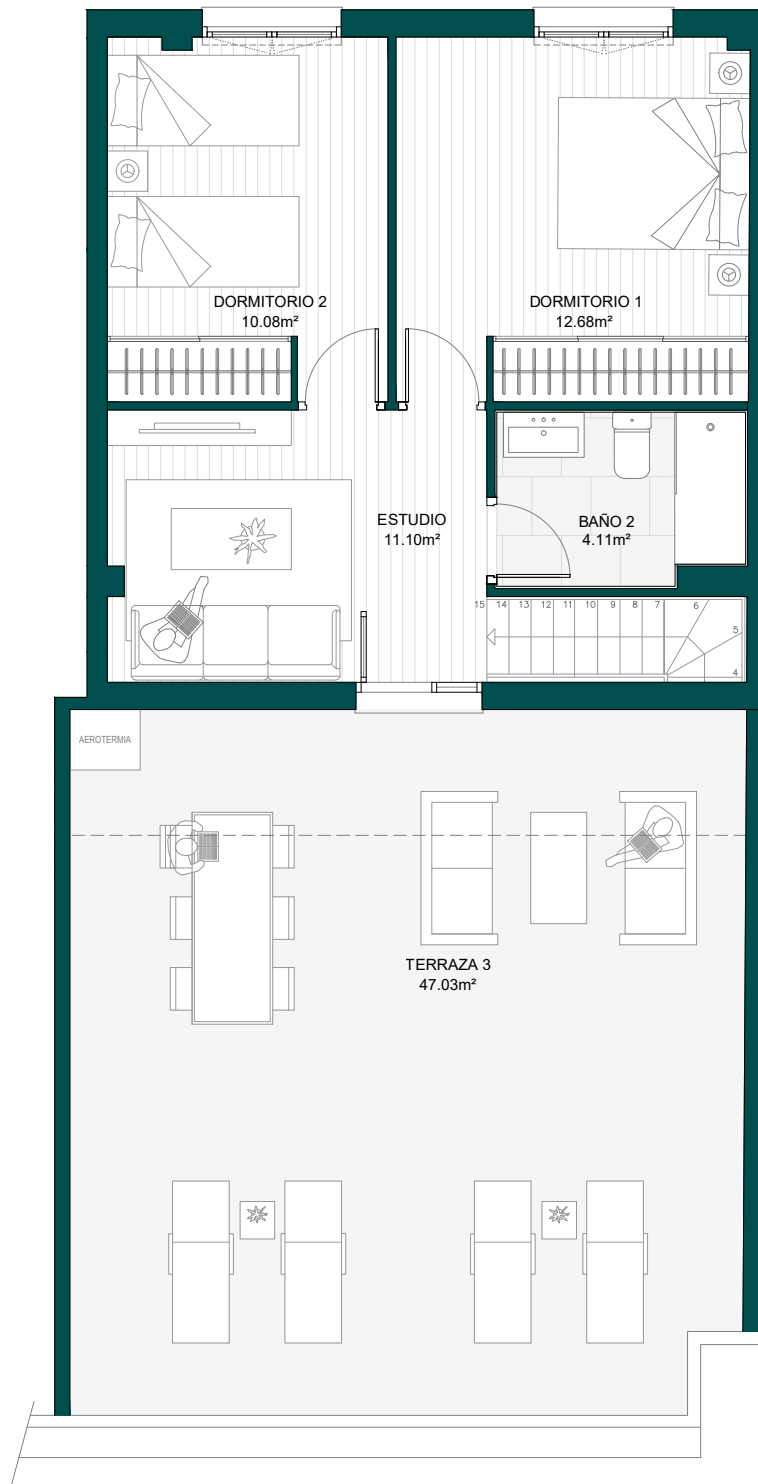 DORMITORIO 2
10.08m²
DORMITORIO 1
12.68m²
ESTUDIO
11.10m²
BAÑO 2
4.11m²
15 14 13 12 11 10 9 8 7 6
5
4
AEROTERMIA
TERRAZA 3
47.03m²